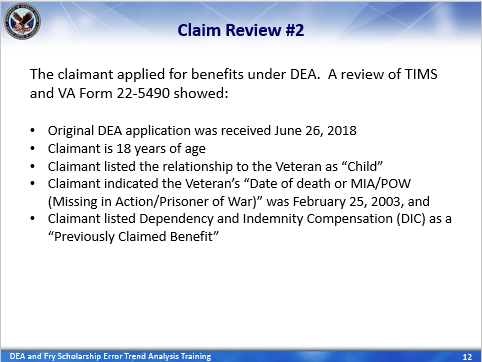 Claim Review #2
The claimant applied for benefits under DEA.  A review of TIMS
and VA Form 22-5490 showed:
• Original DEA application was received June 26, 2018
• Claimant is 18 years of age
• Claimant listed the relationship to the Veteran as “Child”
• Claimant indicated the Veteran’s “Date of death or MIA/POW
(Missing in Action/Prisoner of War)” was February 25, 2003, and
• Claimant listed Dependency and Indemnity Compensation (DIC) as a
“Previously Claimed Benefit”
DEA and Fry Scholarship Error Trend Analysis Training
12